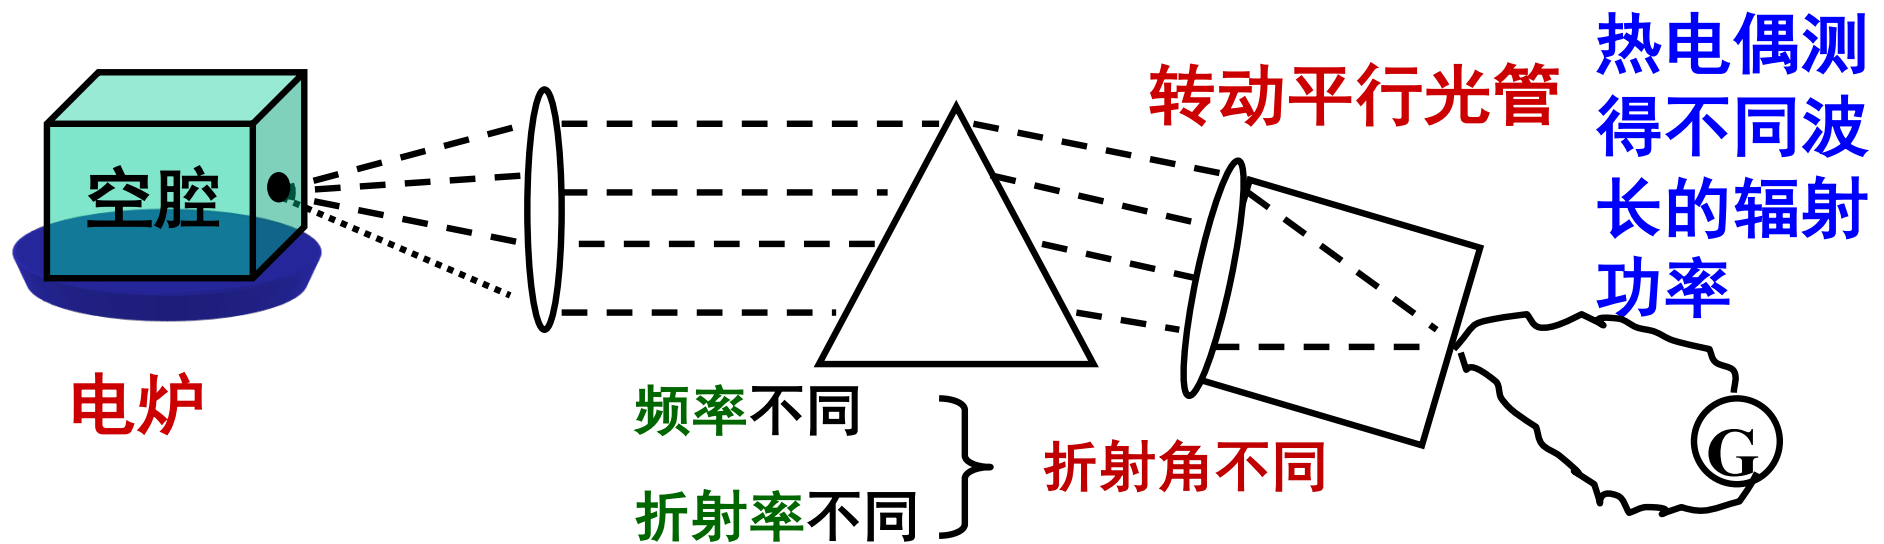 空腔
电炉
频率不同
折射率不同
折射角不同
转动平行光管
热电偶测
得不同波
长的辐射
功率
G